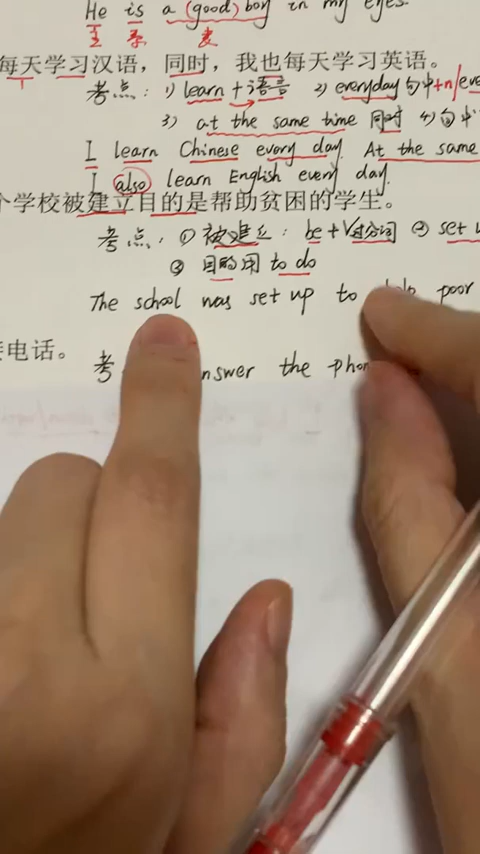 He is a (good) boy in my eyes.
主 系 表
每天学习汉语，同时，我也每天学习英语。
考点：1) learn + 语言 2) everyday 句中+n/eve
3) at the same time 同时 4) 句中
I learn Chinese every day. At the same
I also learn English every day.
个学校被建立目的是帮助贫困的学生。
考点：① 被建立：be+V过分词 ② set u
③ 目的用 to do
The school was set up to help poor
电话。
考 nswer the phon